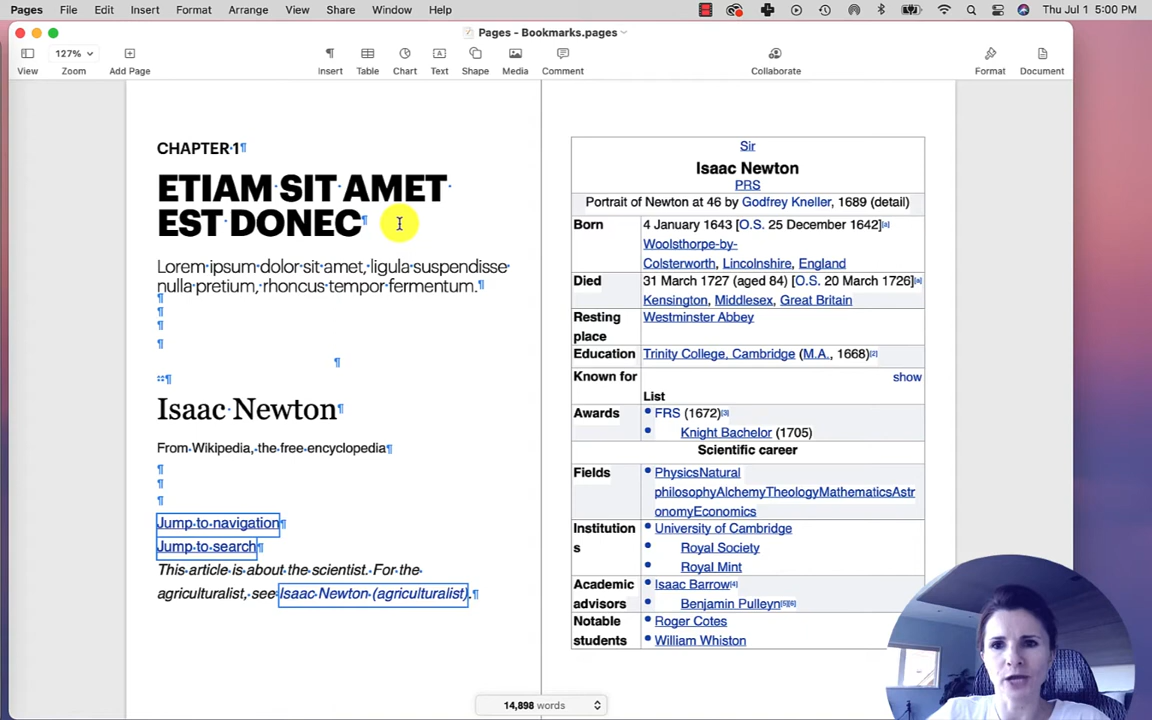 Pages File Edit Insert Format Arrange View Share Window Help Thu Jul 1 5:00 PM
Pages - Bookmarks.pages
127%
View Zoom Add Page Insert Table Chart Text Shape Media Comment Collaborate Format Document
CHAPTER 1
ETIAM SIT AMET
EST DONEC
Lorem ipsum dolor sit amet, ligula suspendisse
nulla pretium, rhoncus tempor fermentum.
Isaac Newton
From Wikipedia, the free encyclopedia
Jump to navigation
Jump to search
This article is about the scientist. For the
agriculturalist, see Isaac Newton (agriculturalist).
Sir
Isaac Newton
PRS
Portrait of Newton at 46 by Godfrey Kneller, 1689 (detail)
Born 4 January 1643 [O.S. 25 December 1642][a]
Woolsthorpe-by-
Colsterworth, Lincolnshire, England
Died 31 March 1727 (aged 84) [O.S. 20 March 1726][a]
Kensington, Middlesex, Great Britain
Resting Westminster Abbey
place
Education Trinity College, Cambridge (M.A., 1668)[2]
Known for show
List
Awards FRS (1672)[3]
Knight Bachelor (1705)
Scientific career
Fields PhysicsNatural
philosophyAlchemyTheologyMathematicsAstr
onomyEconomics
Institution University of Cambridge
s Royal Society
Royal Mint
Academic Isaac Barrow[4]
advisors Benjamin Pulleyn[5][6]
Notable Roger Cotes
students William Whiston
14,898 words